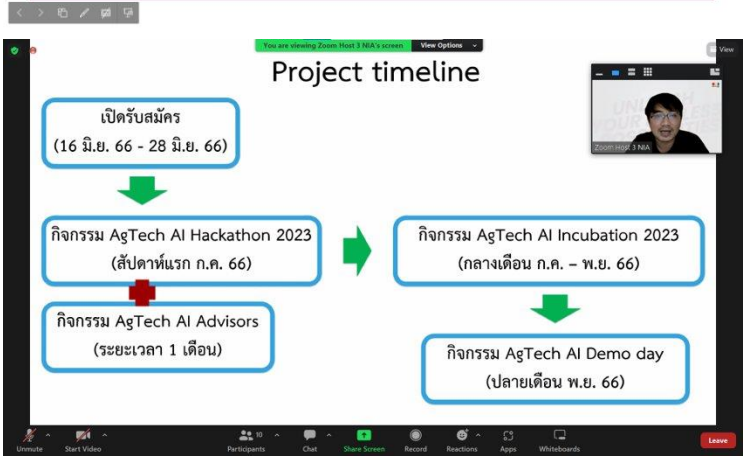 You are viewing Zoom Host 3 NIA's screen
View Options
View
Project timeline
เปิดรับสมัคร
(16 มิ.ย. 66 - 28 มิ.ย. 66)
กิจกรรม AgTech AI Hackathon 2023
(สัปดาห์แรก ก.ค. 66)
กิจกรรม AgTech AI Advisors
(ระยะเวลา 1 เดือน)
กิจกรรม AgTech AI Incubation 2023
(กลางเดือน ก.ค. – พ.ย. 66)
กิจกรรม AgTech AI Demo day
(ปลายเดือน พ.ย. 66)
Zoom Host 3 NIA
Unmute
Start Video
Participants
10
Chat
Share Screen
Record
Reactions
Apps
Whiteboards
Leave